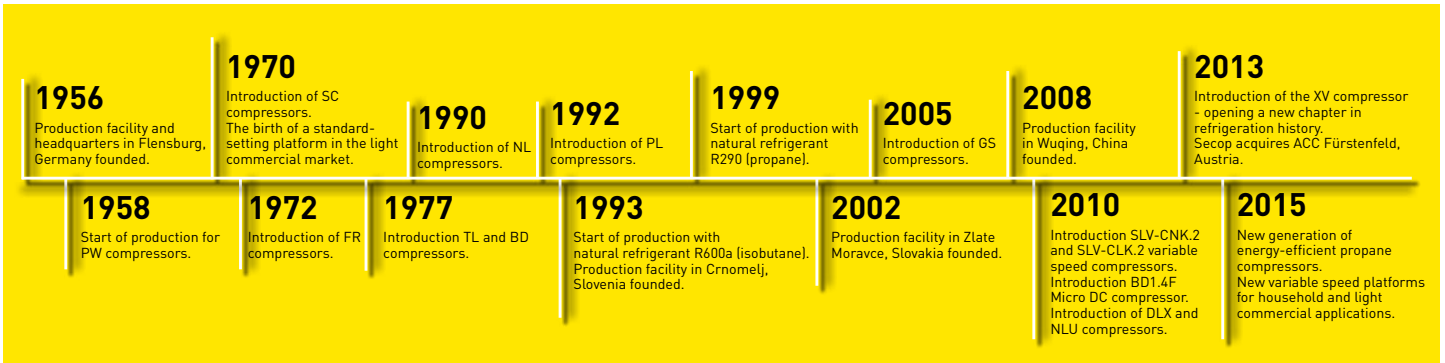 1956
Production facility and
headquarters in Flensburg,
Germany founded.
1958
Start of production for
PW compressors.
1970
Introduction of SC
compressors.
The birth of a standard-
setting platform in the light
commercial market.
1972
Introduction of FR
compressors.
1977
Introduction TL and BD
compressors.
1990
Introduction of NL
compressors.
1992
Introduction of PL
compressors.
1993
Start of production with
natural refrigerant R600a (isobutane).
Production facility in Crnomelj,
Slovenia founded.
1999
Start of production with
natural refrigerant
R290 (propane).
2002
Production facility in Zlate
Moravce, Slovakia founded.
2005
Introduction of GS
compressors.
2008
Production facility
in Wuqing, China
founded.
2010
Introduction SLV-CNK.2
and SLV-CLK.2 variable
speed compressors.
Introduction BD1.4F
Micro DC compressor.
Introduction of DLX and
NLU compressors.
2013
Introduction of the XV compressor
- opening a new chapter in
refrigeration history.
Secop acquires ACC Fürstenfeld,
Austria.
2015
New generation of
energy-efficient propane
compressors.
New variable speed platforms
for household and light
commercial applications.